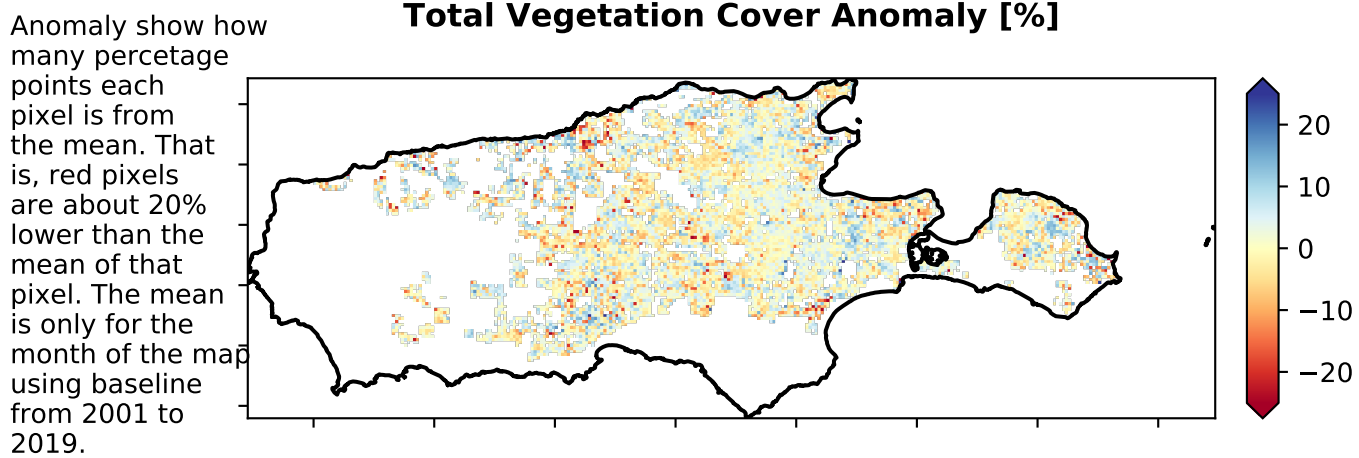 Total Vegetation Cover Anomaly [%]
Anomaly show how
many percetage
points each
pixel is from
the mean. That
is, red pixels
are about 20%
lower than the
mean of that
pixel. The mean
is only for the
month of the map
using baseline
from 2001 to
2019.
20
10
0
−10
−20